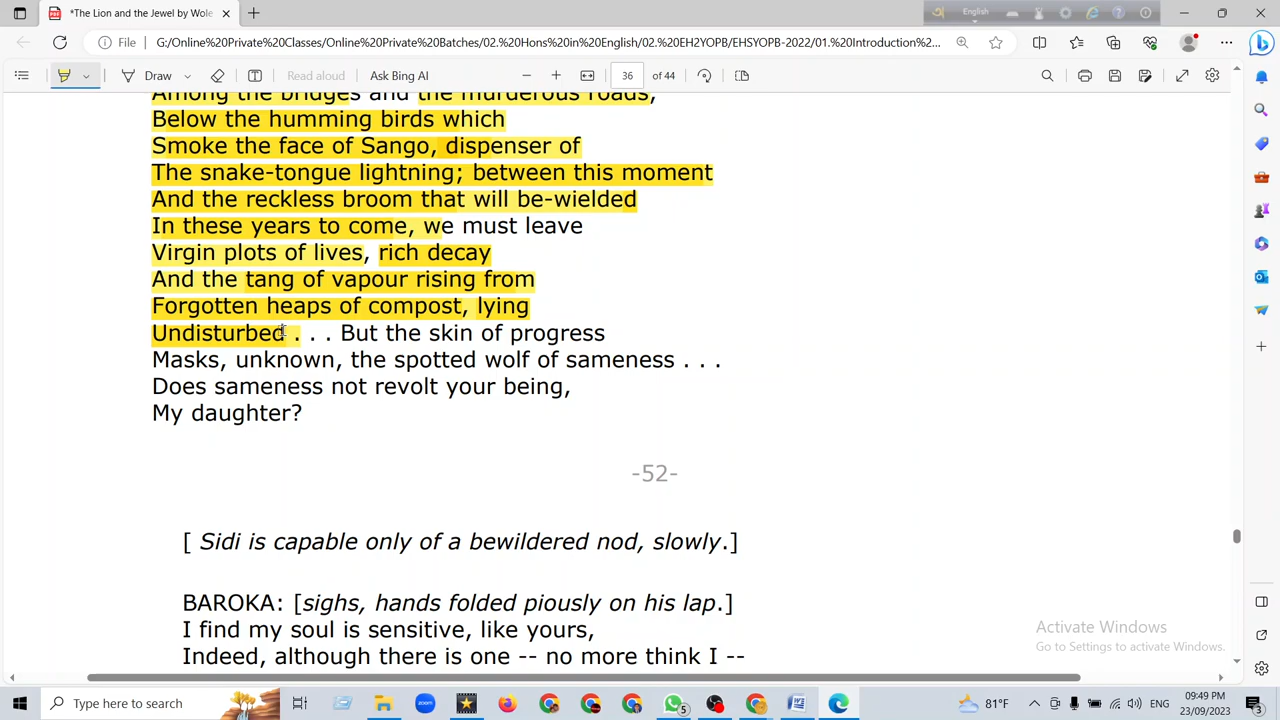 *The Lion and the Jewel by Wole
File
G:/Online%20Private%20Classes/Online%20Private%20Batches/02.%20Hons%20in%20English/02.%20EH2YOPB/EHSYOPB-2022/01.%20Introduction%...
Draw
Read aloud
Ask Bing AI
36 of 44
English
Among the bridges and the murderous roads,
Below the humming birds which
Smoke the face of Sango, dispenser of
The snake-tongue lightning; between this moment
And the reckless broom that will be-wielded
In these years to come, we must leave
Virgin plots of lives, rich decay
And the tang of vapour rising from
Forgotten heaps of compost, lying
Undisturbed . . . But the skin of progress
Masks, unknown, the spotted wolf of sameness . . .
Does sameness not revolt your being,
My daughter?
-52-
[ Sidi is capable only of a bewildered nod, slowly.]
BAROKA: [sighs, hands folded piously on his lap.]
I find my soul is sensitive, like yours,
Indeed, although there is one -- no more think I --
Activate Windows
Go to Settings to activate Windows.
Type here to search
zoom
5
81°F
ENG
09:49 PM
23/09/2023
3